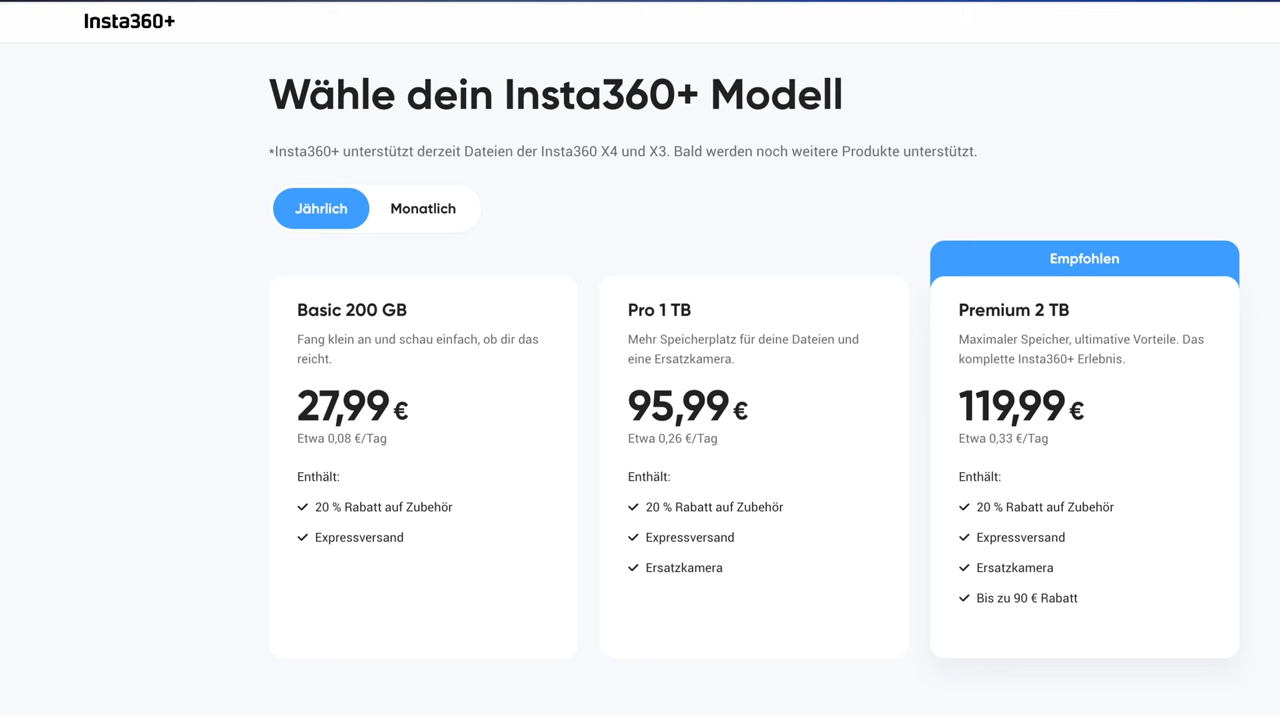 Insta360+
Wähle dein Insta360+ Modell
*Insta360+ unterstützt derzeit Dateien der Insta360 X4 und X3. Bald werden noch weitere Produkte unterstützt.
Jährlich
Monatlich
Basic 200 GB
Fang klein an und schau einfach, ob dir das
reicht.
27,99 €
Etwa 0,08 €/Tag
Enthält:
20 % Rabatt auf Zubehör
Expressversand
Pro 1 TB
Mehr Speicherplatz für deine Dateien und
eine Ersatzkamera.
95,99 €
Etwa 0,26 €/Tag
Enthält:
20 % Rabatt auf Zubehör
Expressversand
Ersatzkamera
Empfohlen
Premium 2 TB
Maximaler Speicher, ultimative Vorteile. Das
komplette Insta360+ Erlebnis.
119,99 €
Etwa 0,33 €/Tag
Enthält:
20 % Rabatt auf Zubehör
Expressversand
Ersatzkamera
Bis zu 90 € Rabatt